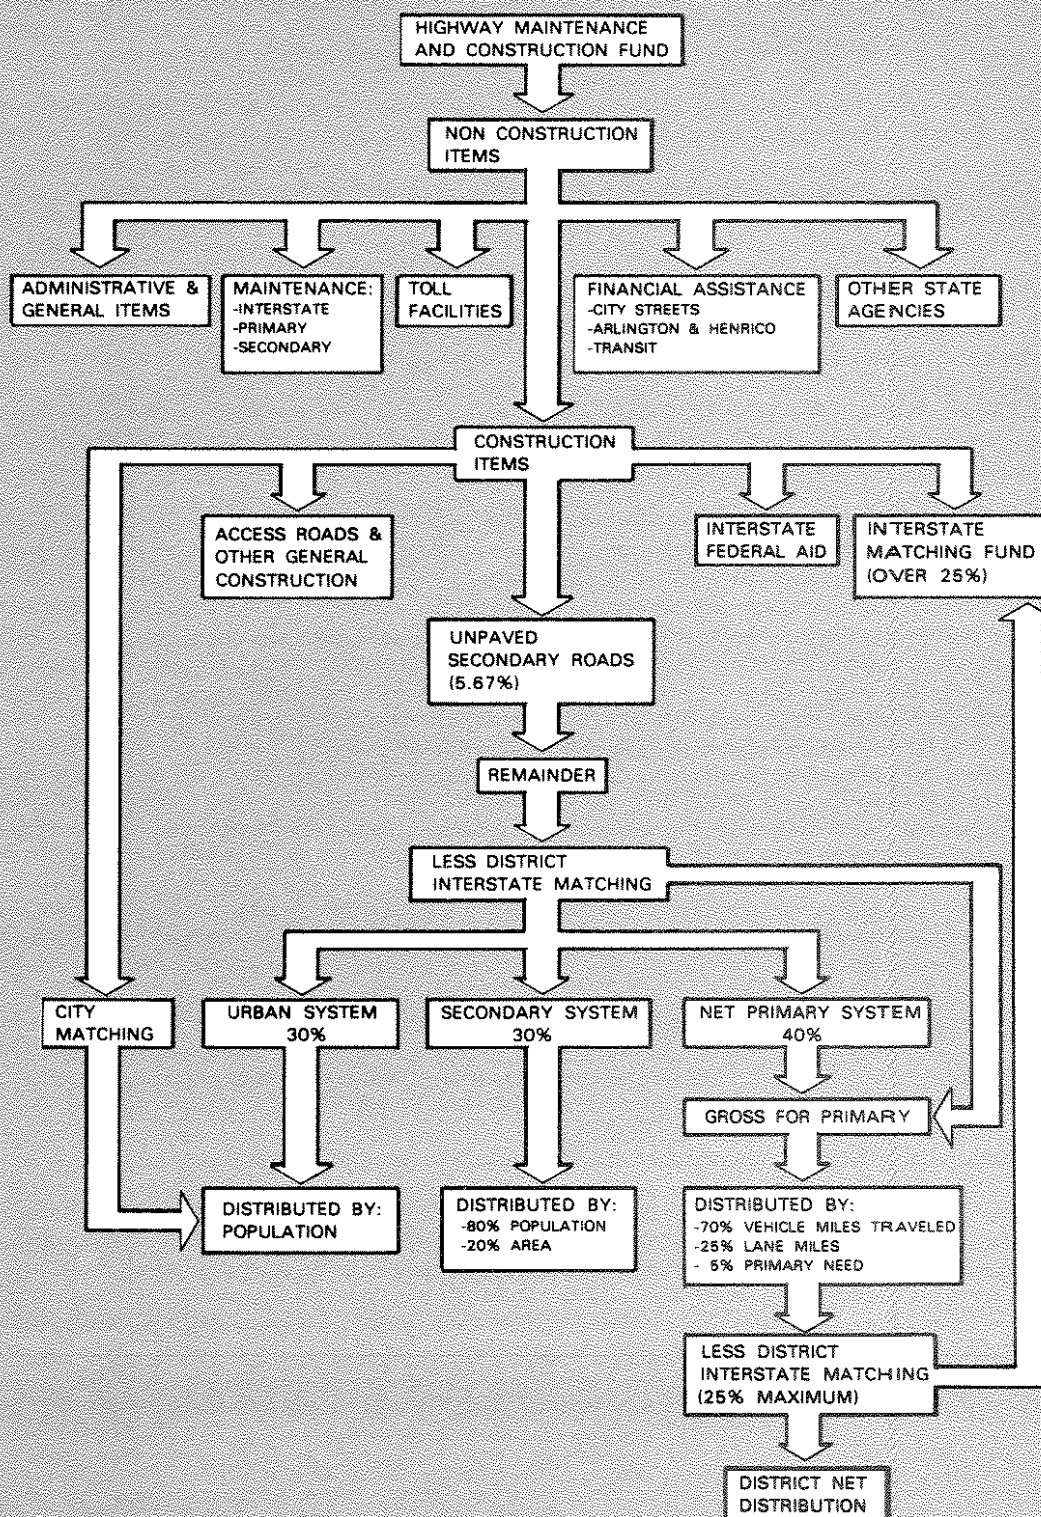 HIGHWAY MAINTENANCE
AND CONSTRUCTION FUND
NON CONSTRUCTION
ITEMS
ADMINISTRATIVE &
GENERAL ITEMS
MAINTENANCE:
-INTERSTATE
-PRIMARY
-SECONDARY
TOLL
FACILITIES
FINANCIAL ASSISTANCE
-CITY STREETS
-ARLINGTON & HENRICO
-TRANSIT
OTHER STATE
AGENCIES
CONSTRUCTION
ITEMS
ACCESS ROADS &
OTHER GENERAL
CONSTRUCTION
INTERSTATE
FEDERAL AID
INTERSTATE
MATCHING FUND
(OVER 25%)
UNPAVED
SECONDARY ROADS
(5.67%)
REMAINDER
LESS DISTRICT
INTERSTATE MATCHING
CITY
MATCHING
URBAN SYSTEM
30%
SECONDARY SYSTEM
30%
NET PRIMARY SYSTEM
40%
GROSS FOR PRIMARY
DISTRIBUTED BY:
POPULATION
DISTRIBUTED BY:
-80% POPULATION
-20% AREA
DISTRIBUTED BY:
-70% VEHICLE MILES TRAVELED
-25% LANE MILES
- 5% PRIMARY NEED
LESS DISTRICT
INTERSTATE MATCHING
(25% MAXIMUM)
DISTRICT NET
DISTRIBUTION